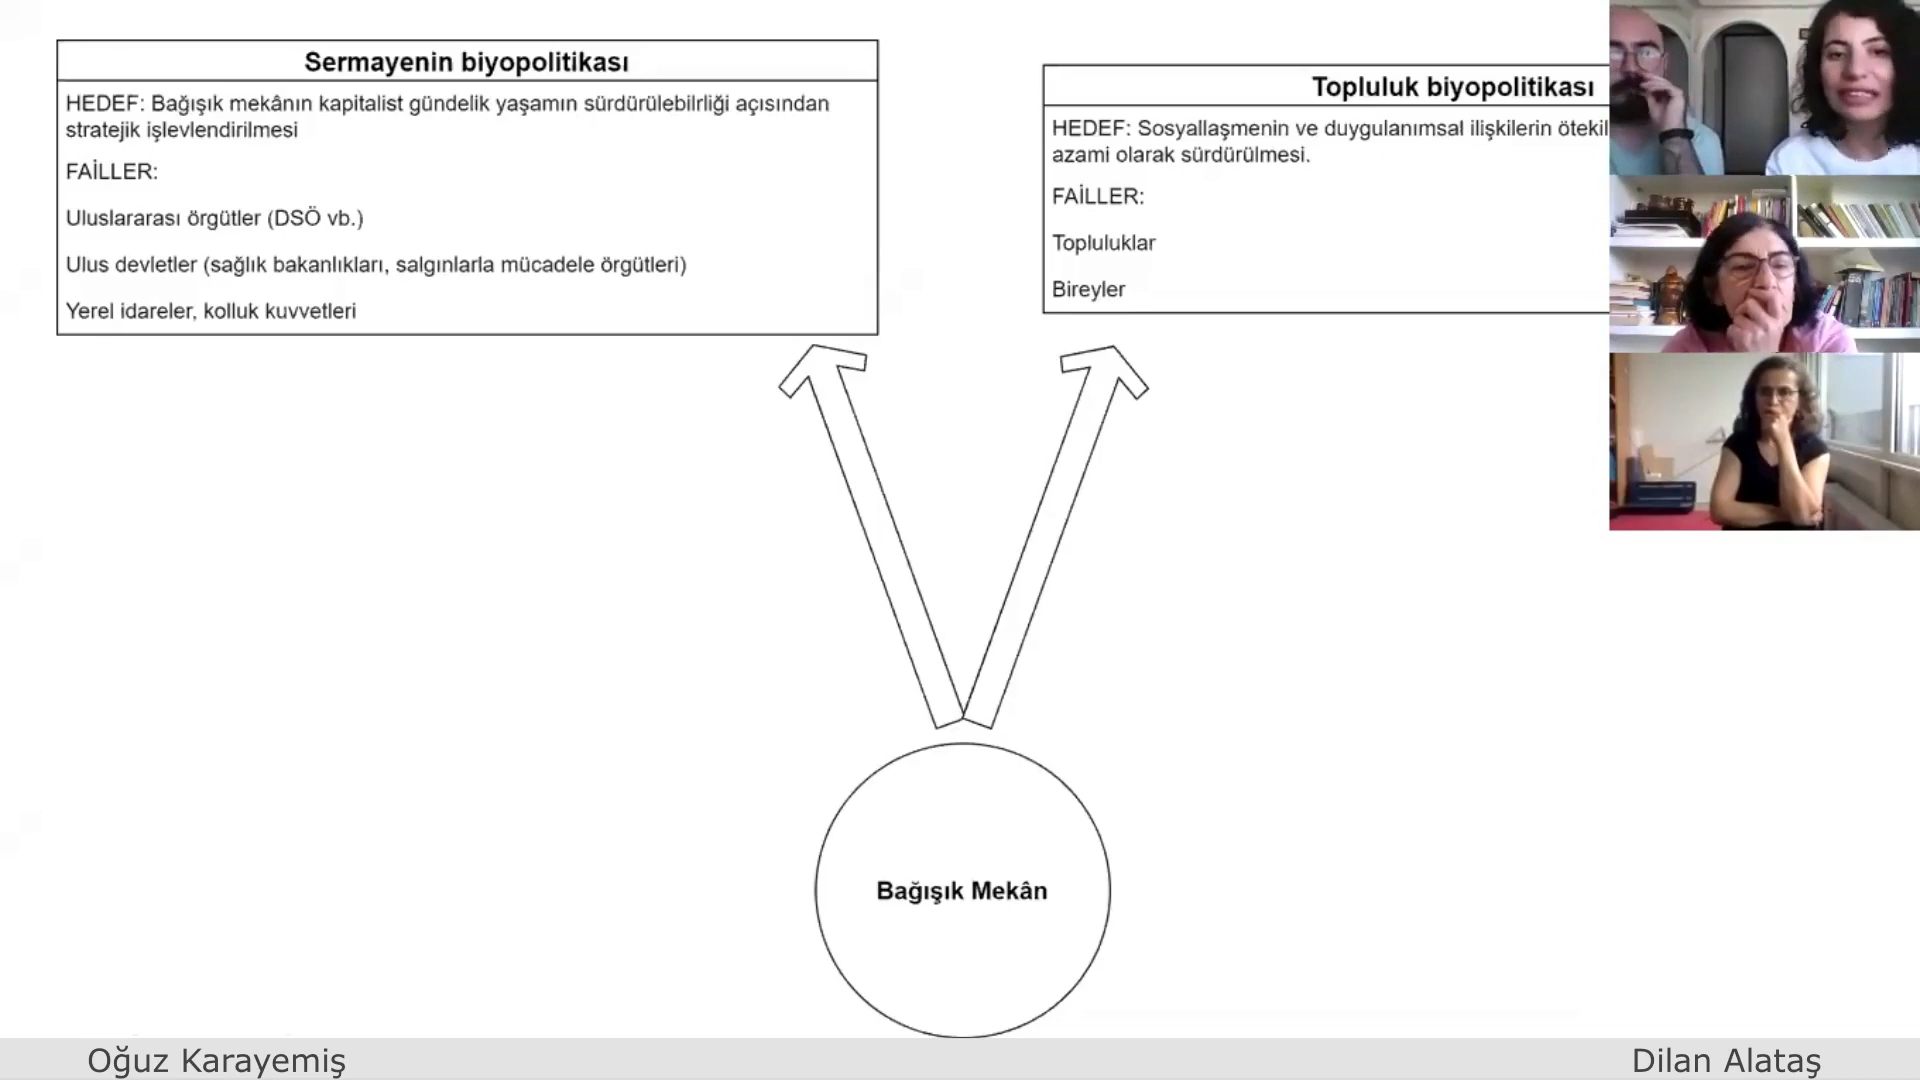 Sermayenin biyopolitikası
HEDEF: Bağışık mekânın kapitalist gündelik yaşamın sürdürülebilrliği açısından
stratejik işlevlendirilmesi
FAİLLER:
Uluslararası örgütler (DSÖ vb.)
Ulus devletler (sağlık bakanlıkları, salgınlarla mücadele örgütleri)
Yerel idareler, kolluk kuvvetleri
Topluluk biyopolitikası
HEDEF: Sosyallaşmenin ve duygulanımsal ilişkilerin
azami olarak sürdürülmesi.
FAİLLER:
Topluluklar
Bireyler
Bağışık Mekân
Oğuz Karayemiş
Dilan Alataş